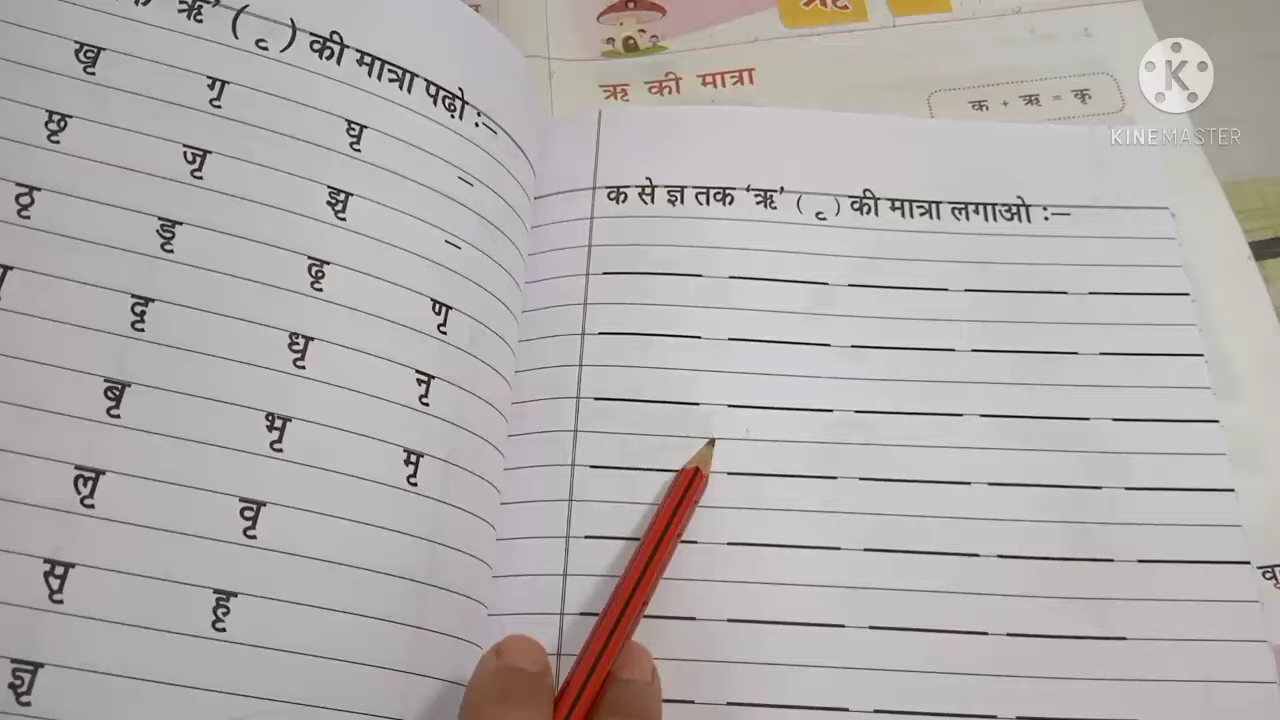 'ऋ' ( ृ ) की मात्रा पढ़ो :–
खृ गृ घृ –
छृ जृ झृ –
ठृ डृ ढृ णृ
दृ धृ नृ
बृ भृ मृ
लृ वृ
सृ हृ
ज्ञृ
ऋ की मात्रा
क + ऋ = कृ
KINEMASTER
क से ज्ञ तक 'ऋ' ( ृ ) की मात्रा लगाओ :–